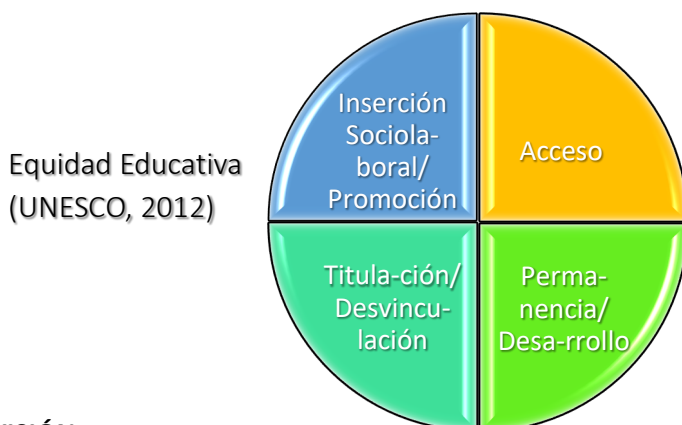 Equidad Educativa
(UNESCO, 2012)
Inserción
Sociola-
boral/
Promoción
Acceso
Titula-ción/
Desvincu-
lación
Perma-
nencia/
Desa-rrollo